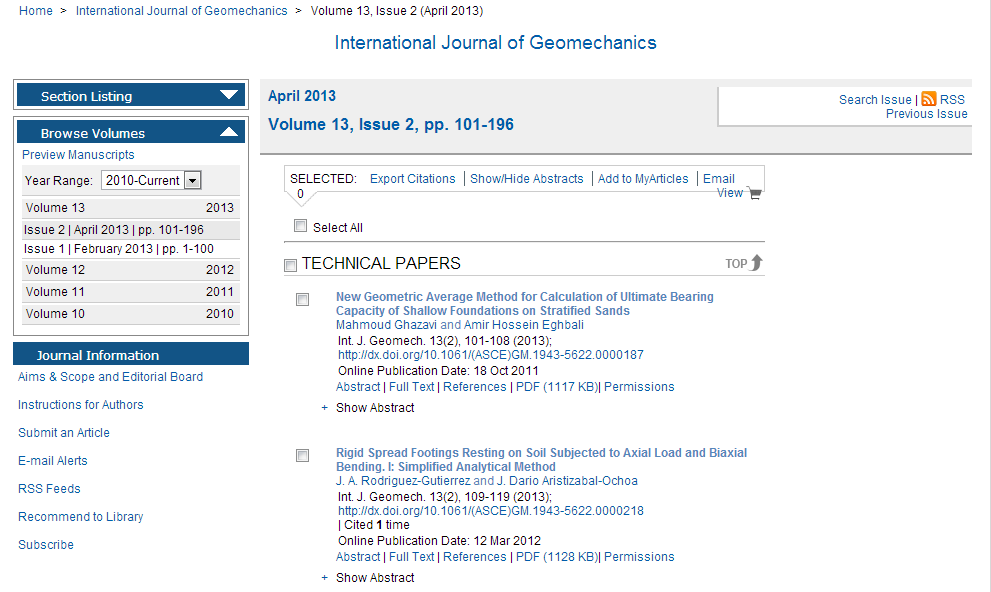 Home > International Journal of Geomechanics > Volume 13, Issue 2 (April 2013)
International Journal of Geomechanics
Section Listing
Browse Volumes
Preview Manuscripts
Year Range: 2010-Current
Volume 13 2013
Issue 2 | April 2013 | pp. 101-196
Issue 1 | February 2013 | pp. 1-100
Volume 12 2012
Volume 11 2011
Volume 10 2010
Journal Information
Aims & Scope and Editorial Board
Instructions for Authors
Submit an Article
E-mail Alerts
RSS Feeds
Recommend to Library
Subscribe
April 2013
Volume 13, Issue 2, pp. 101-196
Search Issue | RSS
Previous Issue
SELECTED: Export Citations | Show/Hide Abstracts | Add to MyArticles | Email
0 View
Select All
TECHNICAL PAPERS TOP
New Geometric Average Method for Calculation of Ultimate Bearing
Capacity of Shallow Foundations on Stratified Sands
Mahmoud Ghazavi and Amir Hossein Eghbali
Int. J. Geomech. 13(2), 101-108 (2013);
http://dx.doi.org/10.1061/(ASCE)GM.1943-5622.0000187
Online Publication Date: 18 Oct 2011
Abstract | Full Text | References | PDF (1117 KB)| Permissions
+ Show Abstract
Rigid Spread Footings Resting on Soil Subjected to Axial Load and Biaxial
Bending. I: Simplified Analytical Method
J. A. Rodriguez-Gutierrez and J. Dario Aristizabal-Ochoa
Int. J. Geomech. 13(2), 109-119 (2013);
http://dx.doi.org/10.1061/(ASCE)GM.1943-5622.0000218
| Cited 1 time
Online Publication Date: 12 Mar 2012
Abstract | Full Text | References | PDF (1128 KB)| Permissions
+ Show Abstract